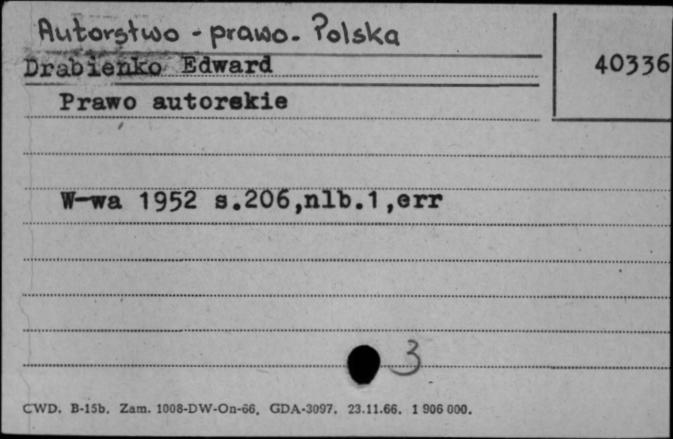 Autorstwo - prawo. Polska
Drabienko Edward
40336
Prawo autorskie
W-wa 1952 s.206,nlb.1,err
3
CWD. B-15b. Zam. 1008-DW-On-66. GDA-3097. 23.11.66. 1 906 000.